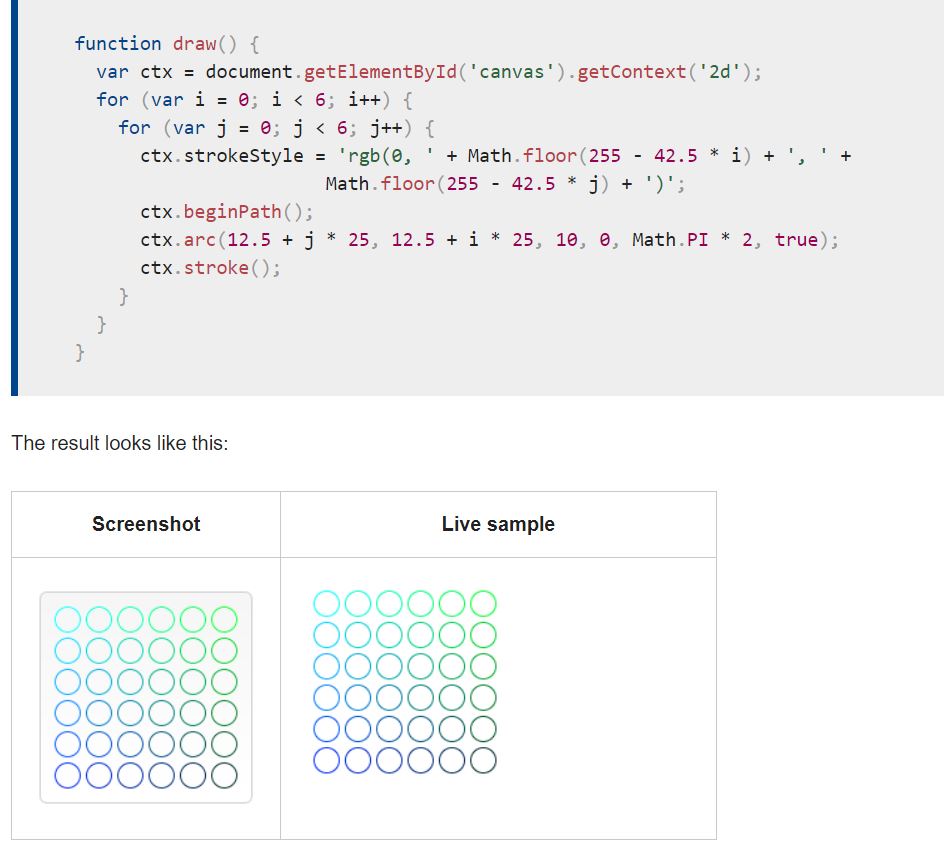 function draw() {
  var ctx = document.getElementById('canvas').getContext('2d');
  for (var i = 0; i < 6; i++) {
    for (var j = 0; j < 6; j++) {
      ctx.strokeStyle = 'rgb(0, ' + Math.floor(255 - 42.5 * i) + ', ' +
                       Math.floor(255 - 42.5 * j) + ')';
      ctx.beginPath();
      ctx.arc(12.5 + j * 25, 12.5 + i * 25, 10, 0, Math.PI * 2, true);
      ctx.stroke();
    }
  }
}
The result looks like this:
Screenshot
Live sample